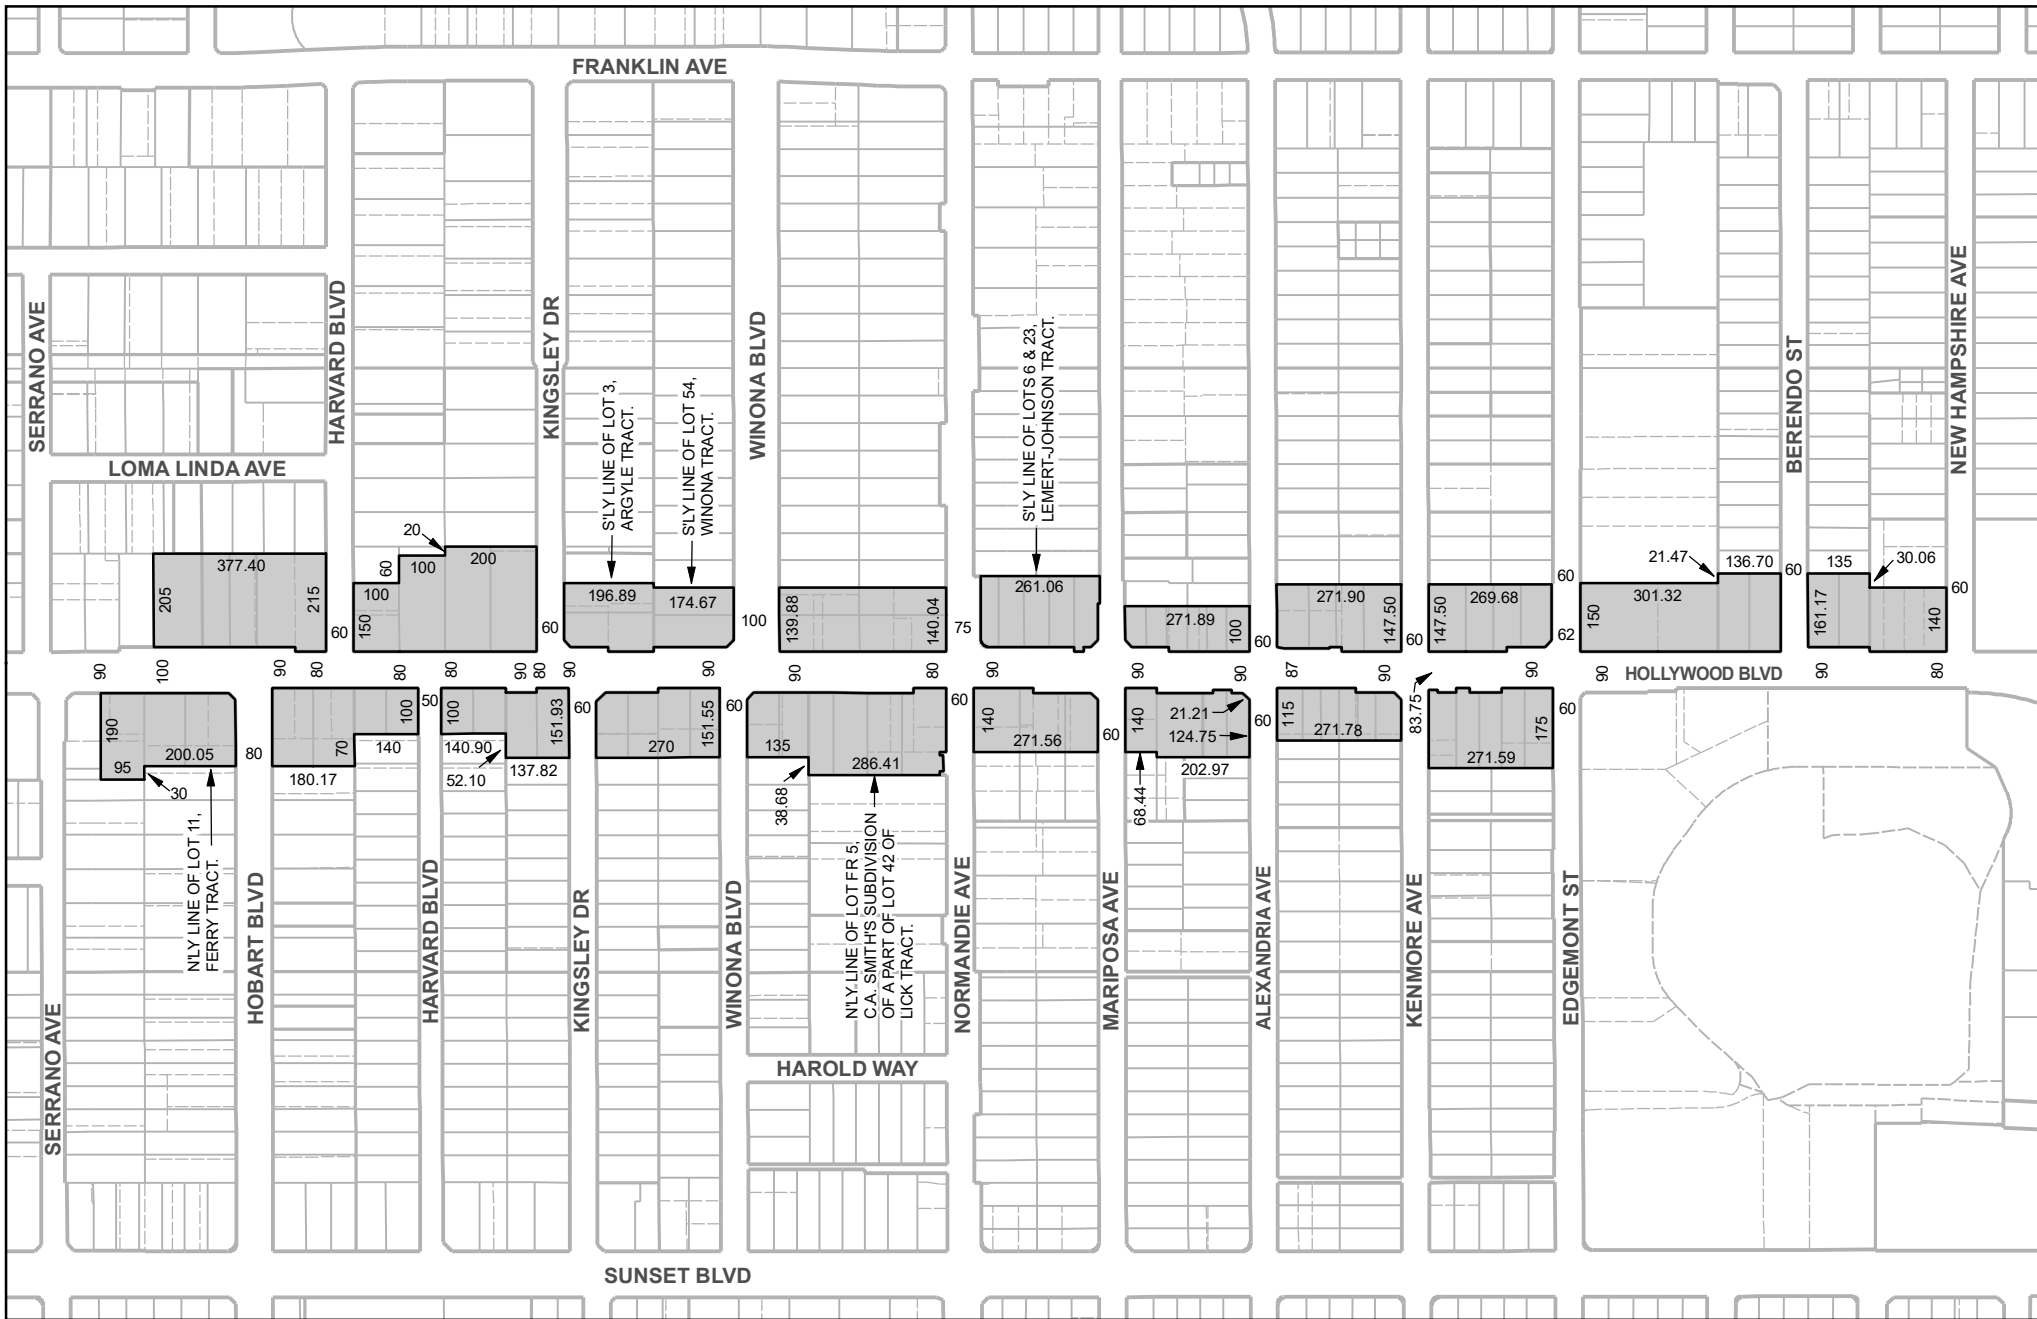 FRANKLIN AVE
SERRANO AVE
HARVARD BLVD
KINGSLEY DR
WINONA BLVD
BERENDO ST
NEW HAMPSHIRE AVE
LOMA LINDA AVE
S'LY LINE OF LOT 3,
ARGYLE TRACT.
S'LY LINE OF LOT 54,
WINONA TRACT.
S'LY LINE OF LOTS 6 & 23,
LEMERT-JOHNSON TRACT.
377.40
205
215
60
20
60
100
200
100
150
60
196.89
174.67
100
139.88
140.04
75
261.06
271.89
100
60
271.90
147.50
60
147.50
269.68
60
62
150
301.32
21.47
136.70
60
135
30.06
161.17
140
60
HOLLYWOOD BLVD
90
100
90
80
80
80
90
80
90
90
90
80
90
90
90
87
90
83.75
90
90
90
80
190
95
200.05
30
80
180.17
70
140
100
50
100
140.90
52.10
151.93
137.82
60
270
151.55
60
135
38.68
286.41
60
140
271.56
60
140
68.44
21.21
124.75
202.97
60
115
271.78
271.59
175
60
N'LY LINE OF LOT 11,
FERRY TRACT.
N'LY LINE OF LOT FR 5,
C.A. SMITH'S SUBDIVISION
OF A PART OF LOT 42 OF
LICK TRACT.
SERRANO AVE
HOBART BLVD
HARVARD BLVD
KINGSLEY DR
WINONA BLVD
NORMANDIE AVE
MARIPOSA AVE
ALEXANDRIA AVE
KENMORE AVE
EDGEMONT ST
HAROLD WAY
SUNSET BLVD